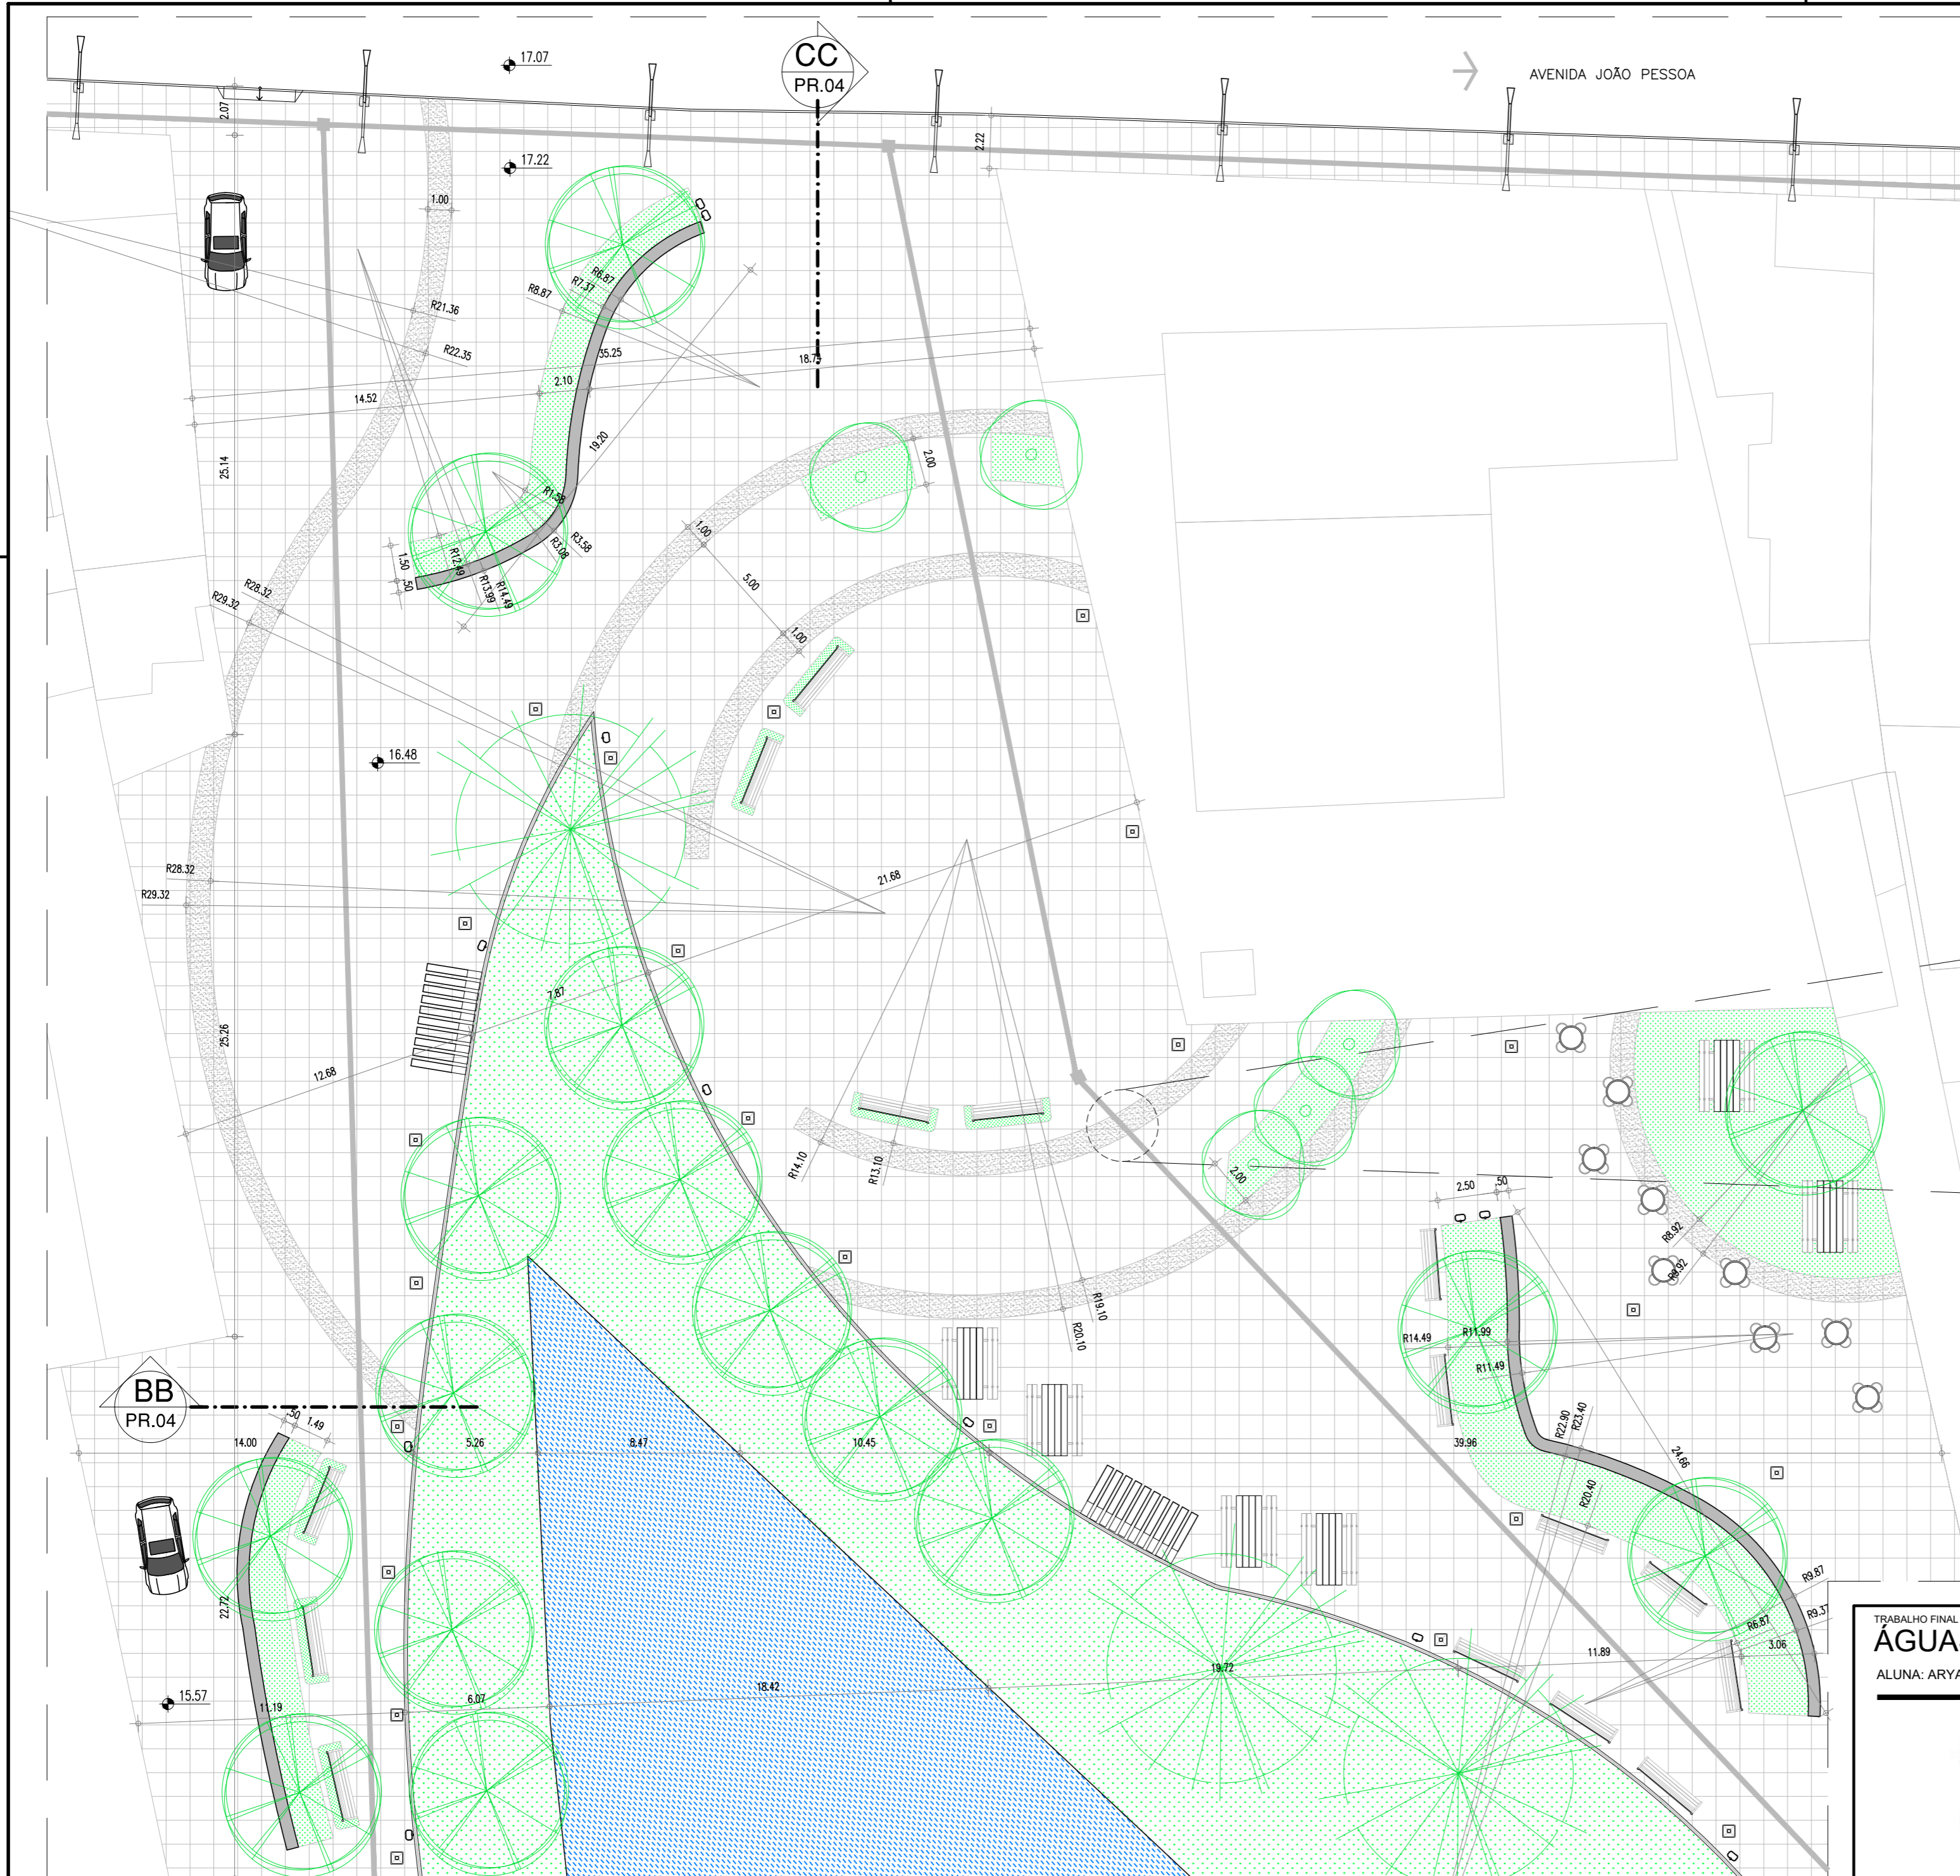 17.07
CC
PR.04
AVENIDA JOÃO PESSOA
2.07
2.22
17.22
1.00
R6.87
R7.37
R8.87
R21.36
R22.35
35.25
2.10
14.52
19.20
25.14
2.00
R1.58
1.00
R3.58
R3.08
1.50
.50
R12.49
R13.99
R14.49
5.00
R28.32
R29.32
1.00
16.48
R28.32
R29.32
21.68
7.87
25.26
12.68
R14.10
R13.10
2.00
2.50
.50
R8.92
R9.92
R19.10
R20.10
R14.49
R11.99
R11.49
BB
PR.04
.50
1.49
14.00
5.26
8.47
10.45
39.96
R22.90
R23.40
24.66
R20.40
22.72
R9.87
R9.37
R6.87
3.06
11.89
19.72
18.42
6.07
11.19
15.57
TRABALHO FINAL
ÁGUA
ALUNA: ARYA